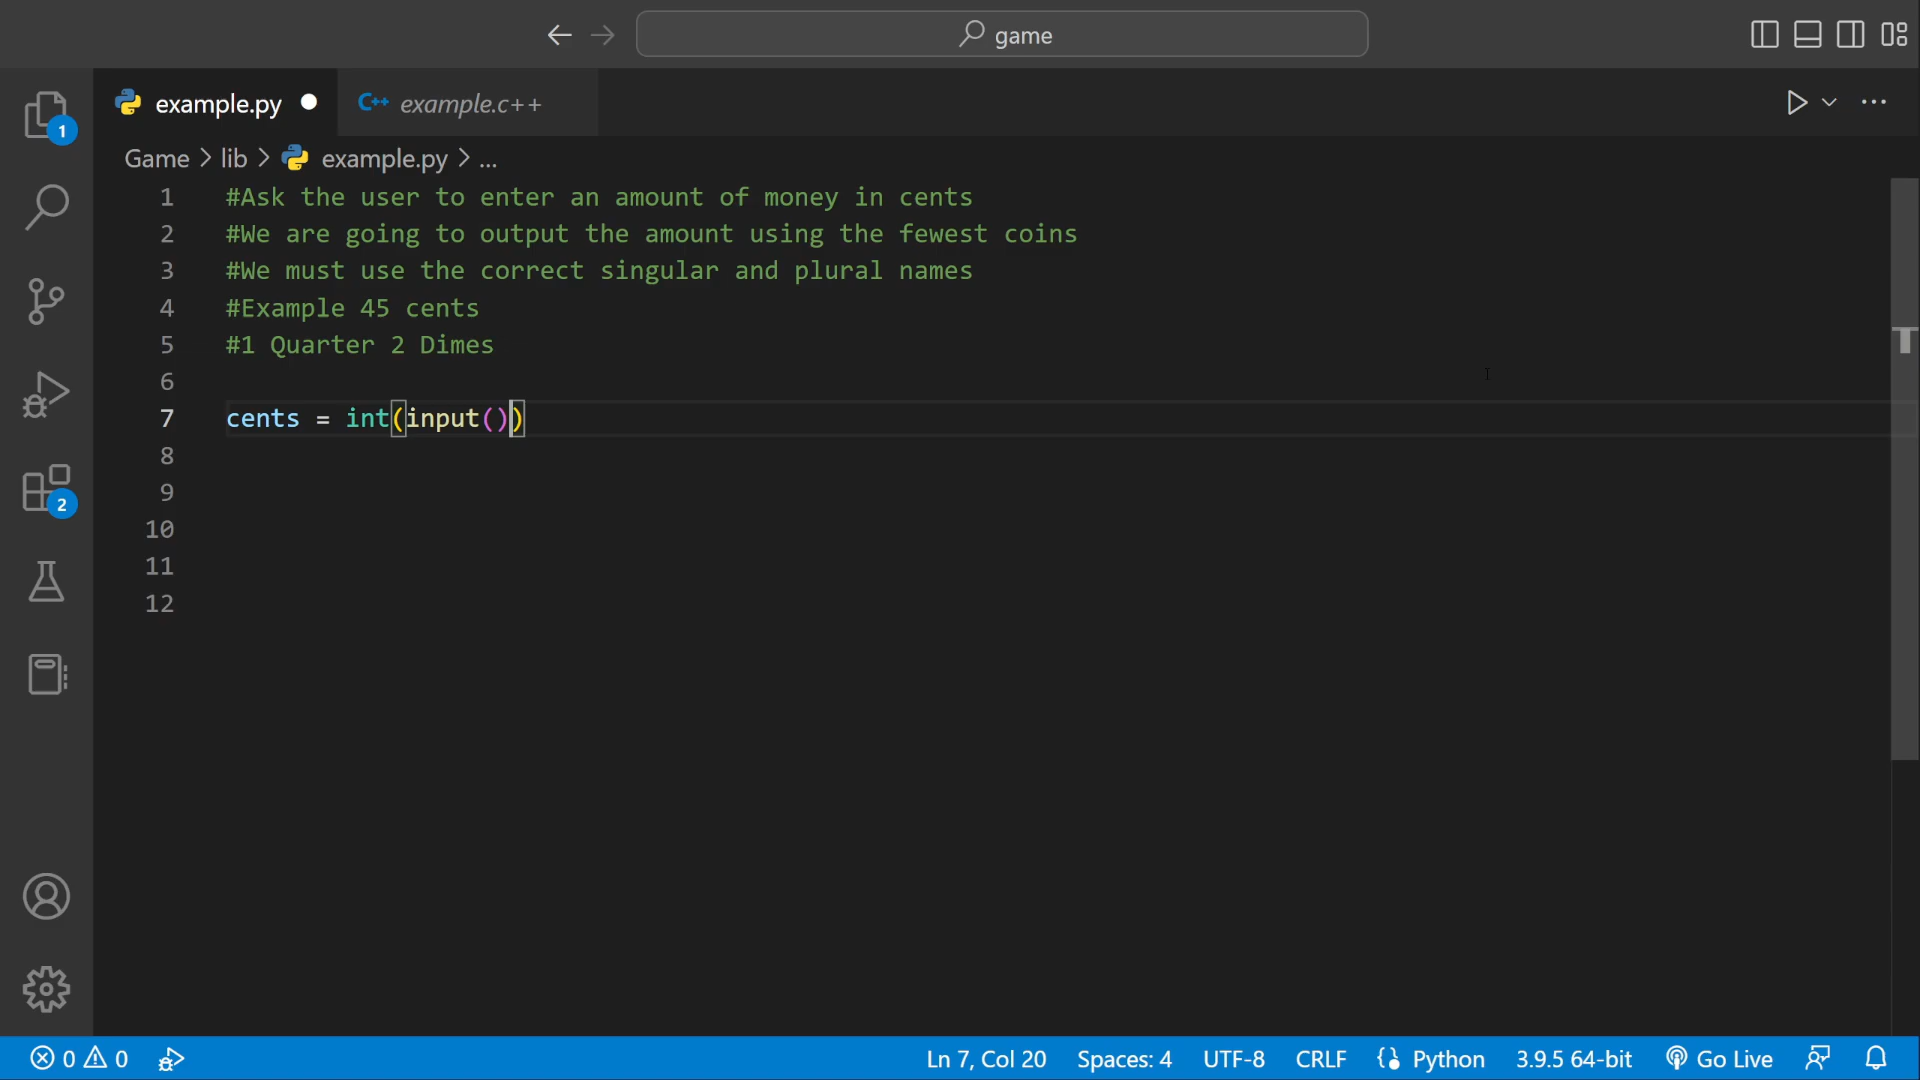 game
example.py
C++ example.c++
1
Game > lib > example.py > ...
1 #Ask the user to enter an amount of money in cents
2 #We are going to output the amount using the fewest coins
3 #We must use the correct singular and plural names
4 #Example 45 cents
5 #1 Quarter 2 Dimes
6
7 cents = int(input())
8
9
2
10
11
12
0 0 Ln 7, Col 20 Spaces: 4 UTF-8 CRLF Python 3.9.5 64-bit Go Live